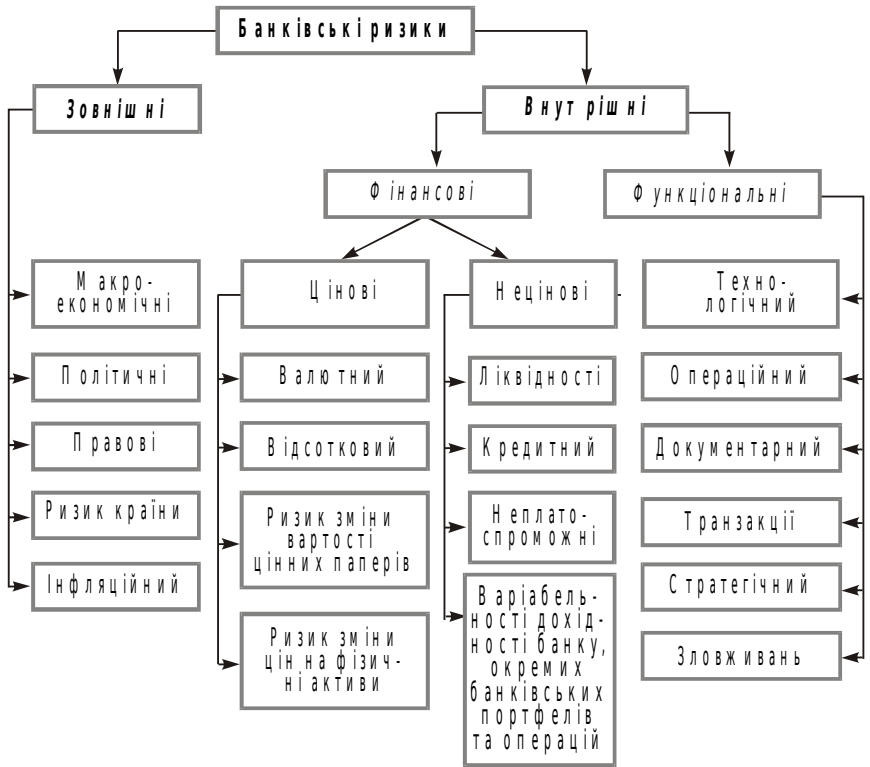 Банківські ризики
Зовнішні
Внутрішні
Фінансові
Функціональні
Макро-
економічні
Політичні
Правові
Ризик країни
Інфляційний
Цінові
Валютний
Відсотковий
Ризик зміни
вартості
цінних паперів
Ризик зміни
цін на фізич-
ні активи
Нецінові
Ліквідності
Кредитний
Неплато-
спроможні
Варіабель-
ності дохід-
ності банку,
окремих
банківських
портфелів
та операцій
Техно-
логічний
Операційний
Документарний
Транзакції
Стратегічний
Зловживань